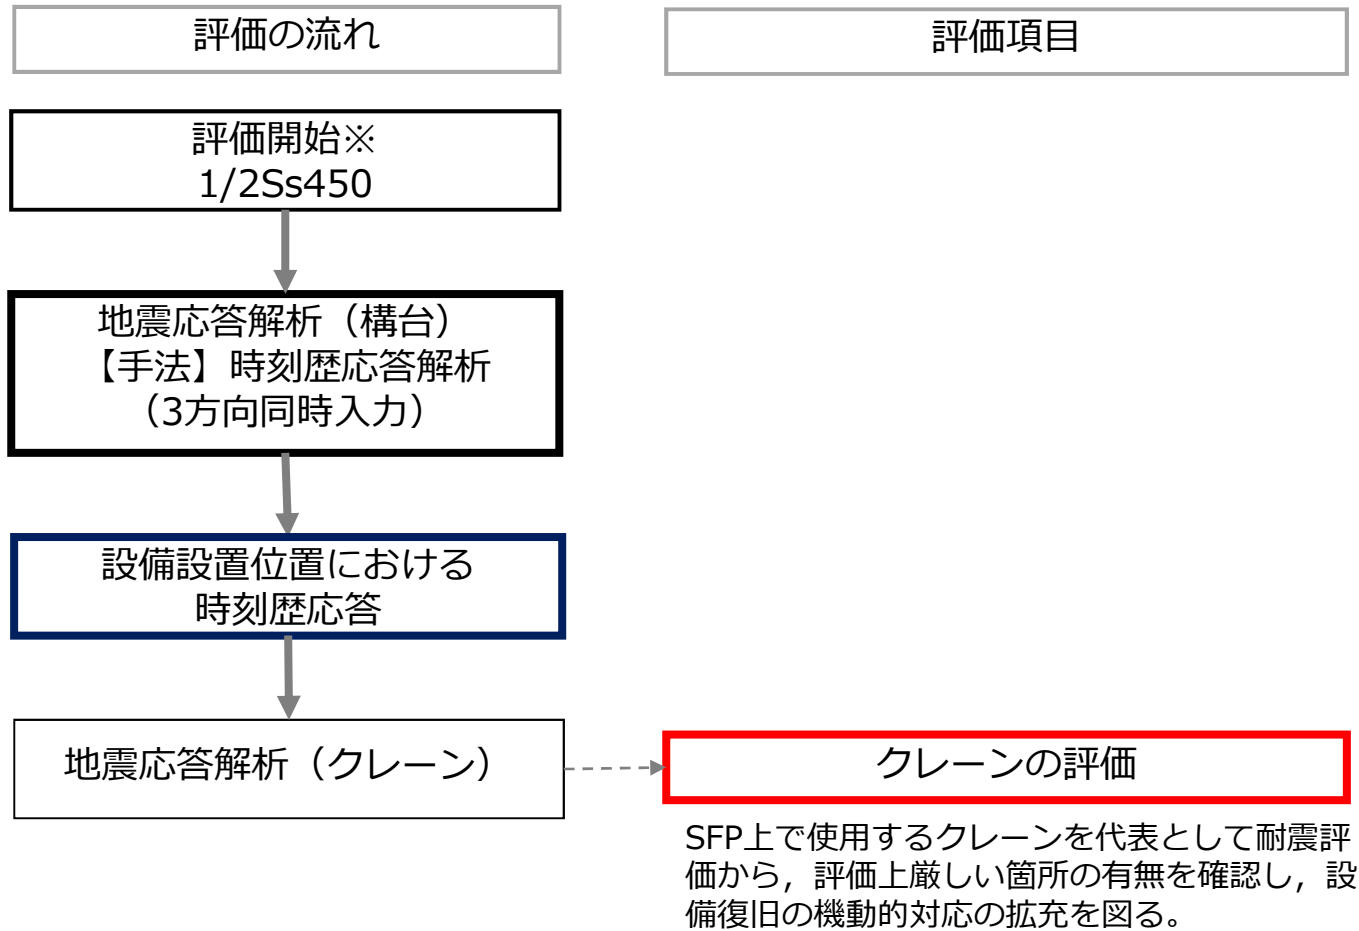 評価の流れ
評価項目
評価開始※
1/2Ss450
地震応答解析（構台）
【手法】時刻歴応答解析
（3方向同時入力）
設備設置位置における
時刻歴応答
地震応答解析（クレーン）
クレーンの評価
SFP上で使用するクレーンを代表として耐震評
価から，評価上厳しい箇所の有無を確認し，設
備復旧の機動的対応の拡充を図る。